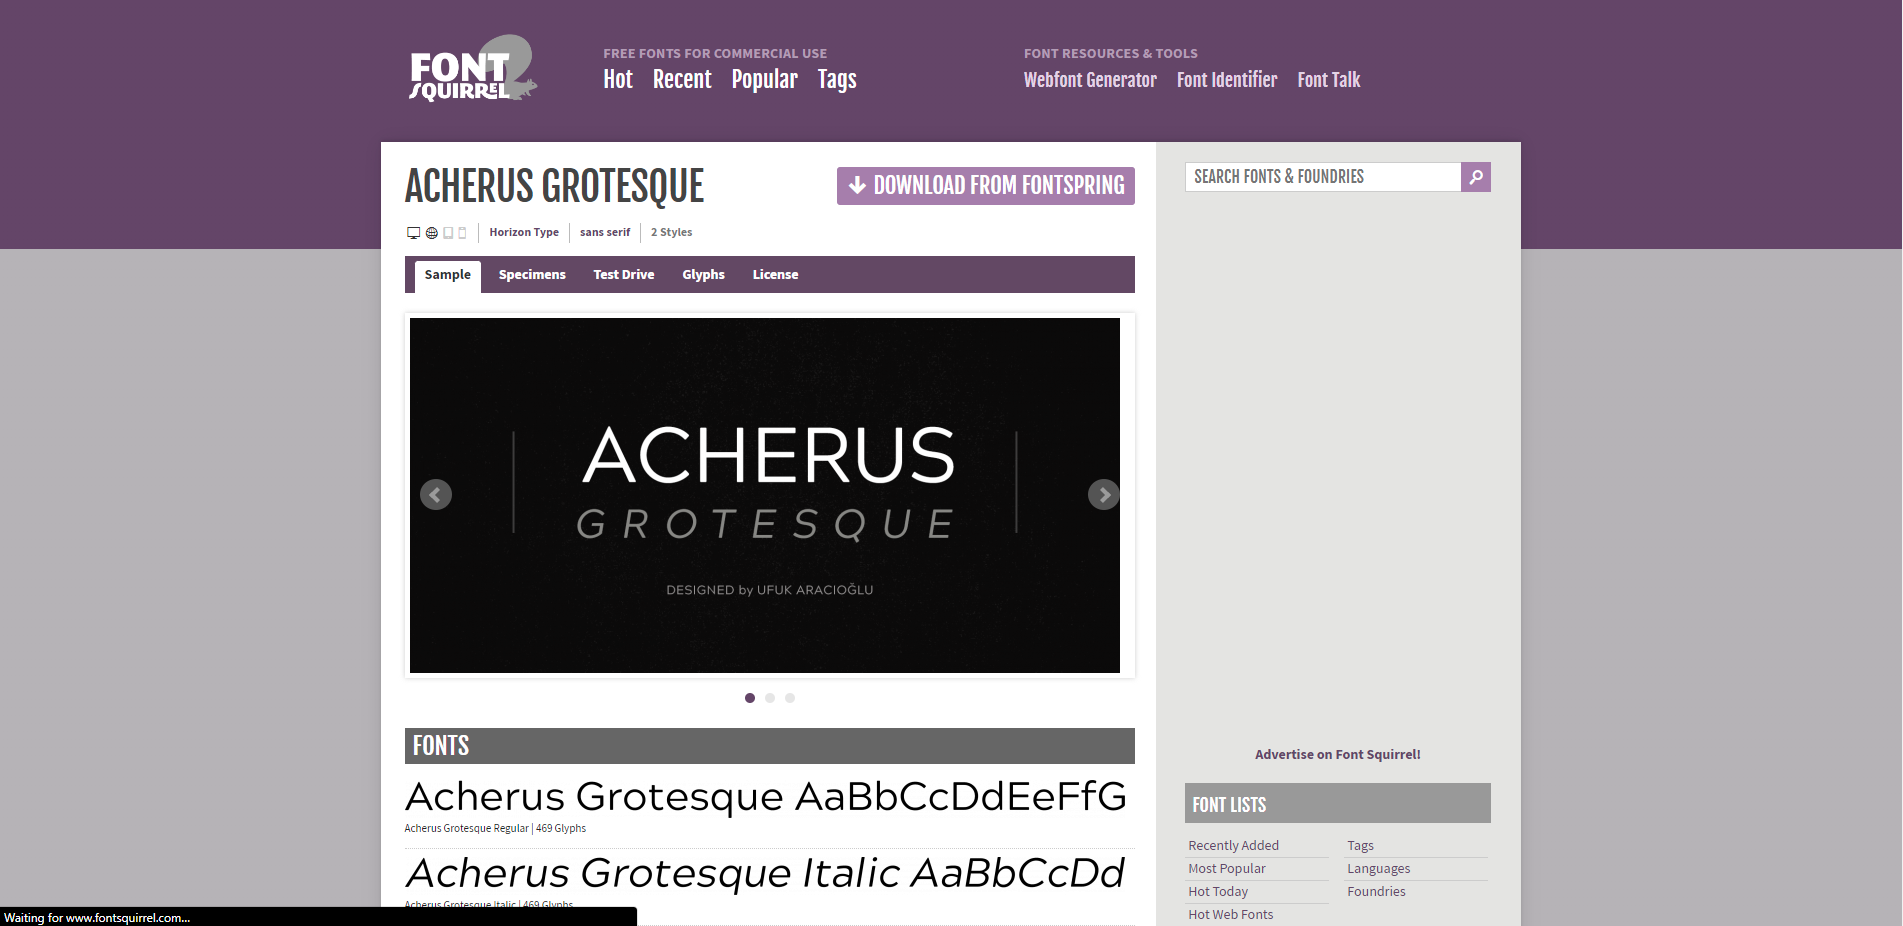 FONT SQUIRREL
FREE FONTS FOR COMMERCIAL USE
Hot Recent Popular Tags
FONT RESOURCES & TOOLS
Webfont Generator Font Identifier Font Talk
ACHERUS GROTESQUE
DOWNLOAD FROM FONTSPRING
Horizon Type sans serif 2 Styles
Sample Specimens Test Drive Glyphs License
ACHERUS
GROTESQUE
DESIGNED by UFUK ARACIOĞLU
FONTS
Acherus Grotesque AaBbCcDdEeFfG
Acherus Grotesque Regular | 469 Glyphs
Acherus Grotesque Italic AaBbCcDd
Acherus Grotesque Italic | 469 Glyphs
SEARCH FONTS & FOUNDRIES
Advertise on Font Squirrel!
FONT LISTS
Recently Added
Most Popular
Hot Today
Hot Web Fonts
Tags
Languages
Foundries
Waiting for www.fontsquirrel.com...